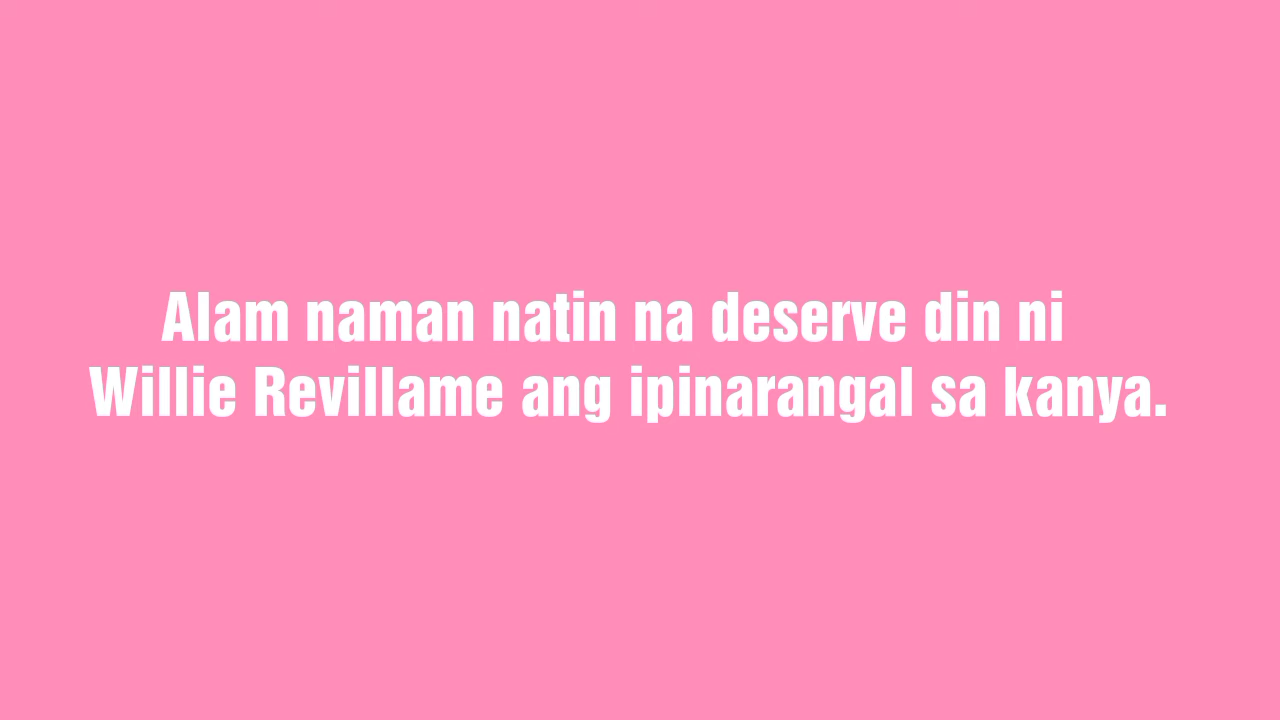 Alam naman natin na deserve din ni
Willie Revillame ang ipinarangal sa kanya.